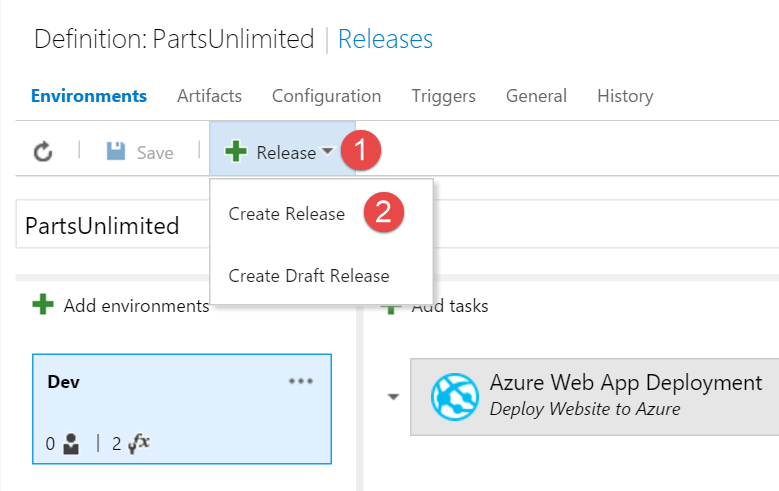 Definition: PartsUnlimited | Releases
Environments Artifacts Configuration Triggers General History
Save Release 1
Create Release 2
PartsUnlimited
Create Draft Release
Add environments Add tasks
Dev
Azure Web App Deployment
Deploy Website to Azure
0 | 2 fx